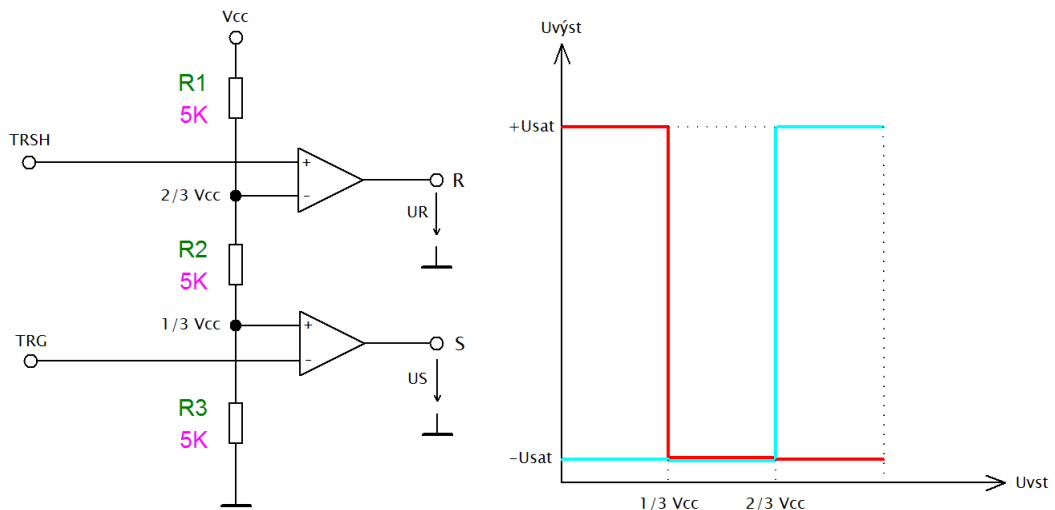 Vcc
R1
5K
TRSH
+
-
R
2/3 Vcc
UR
R2
5K
1/3 Vcc
+
-
S
TRG
US
R3
5K
Uvýst
+Usat
-Usat
1/3 Vcc
2/3 Vcc
Uvst